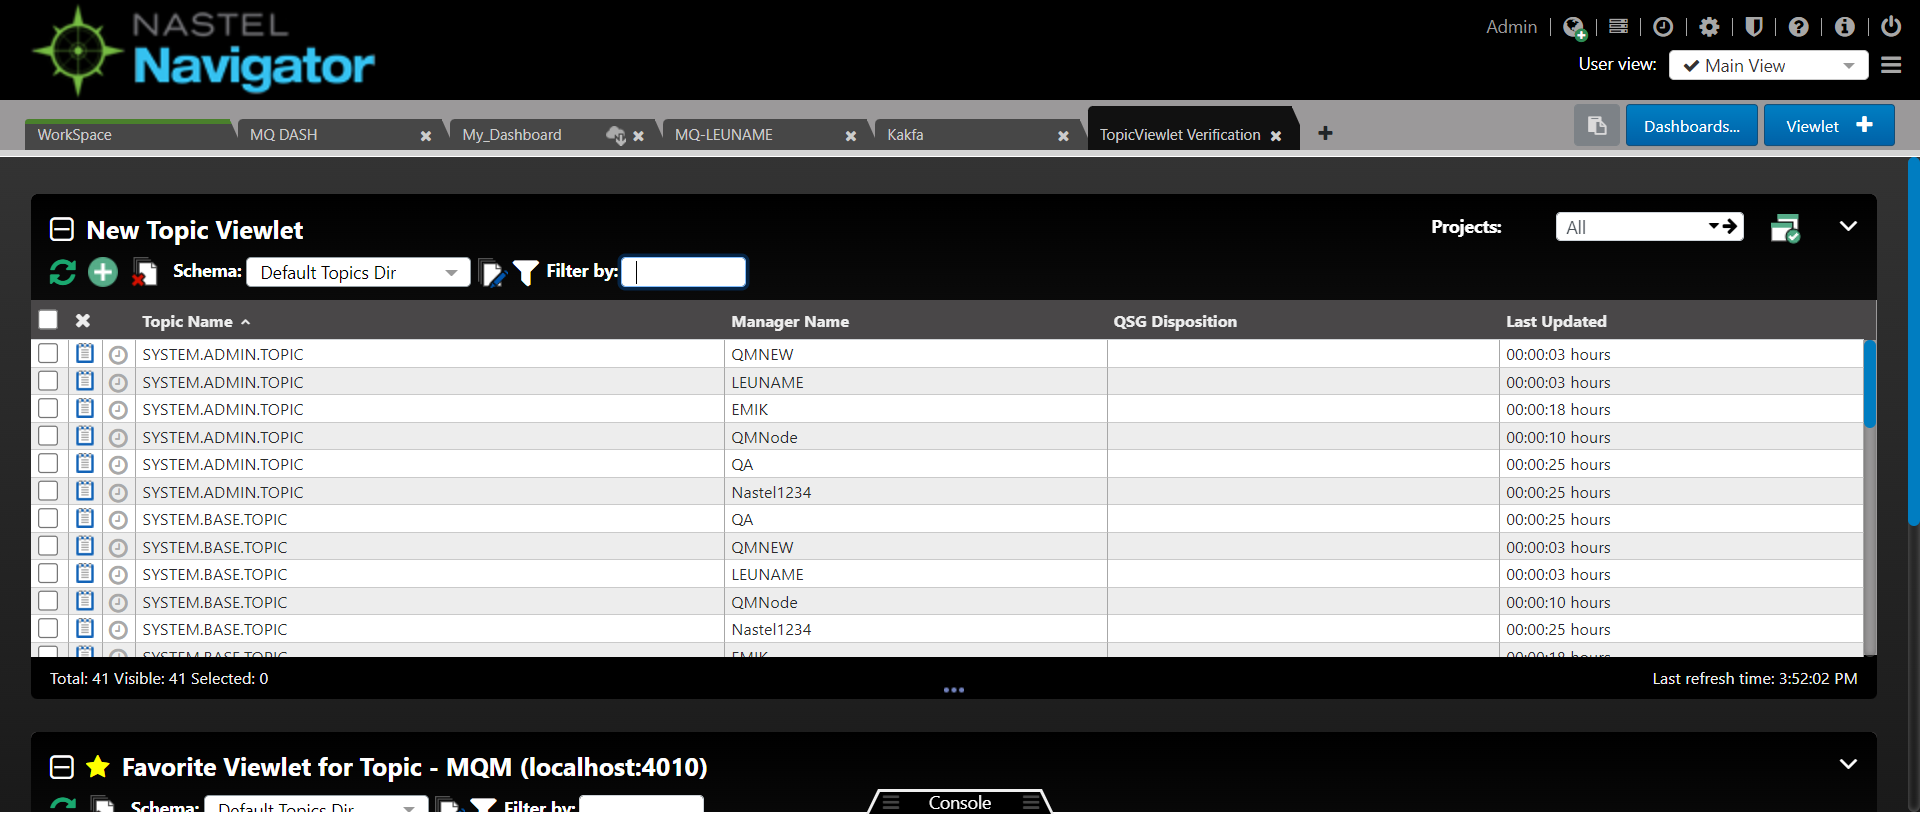 NASTEL
Navigator
Admin
User view: Main View
WorkSpace
MQ DASH
My_Dashboard
MQ-LEUNAME
Kakfa
TopicViewlet Verification
Dashboards...
Viewlet
New Topic Viewlet
Projects: All
Schema: Default Topics Dir Filter by:
Topic Name Manager Name QSG Disposition Last Updated
SYSTEM.ADMIN.TOPIC QMNEW 00:00:03 hours
SYSTEM.ADMIN.TOPIC LEUNAME 00:00:03 hours
SYSTEM.ADMIN.TOPIC EMIK 00:00:18 hours
SYSTEM.ADMIN.TOPIC QMNode 00:00:10 hours
SYSTEM.ADMIN.TOPIC QA 00:00:25 hours
SYSTEM.ADMIN.TOPIC Nastel1234 00:00:25 hours
SYSTEM.BASE.TOPIC QA 00:00:25 hours
SYSTEM.BASE.TOPIC QMNEW 00:00:03 hours
SYSTEM.BASE.TOPIC LEUNAME 00:00:03 hours
SYSTEM.BASE.TOPIC QMNode 00:00:10 hours
SYSTEM.BASE.TOPIC Nastel1234 00:00:25 hours
SYSTEM.BASE.TOPIC EMIK 00:00:18 hours
Total: 41 Visible: 41 Selected: 0
Last refresh time: 3:52:02 PM
Favorite Viewlet for Topic - MQM (localhost:4010)
Schema: Default Topics Dir Filter by:
Console